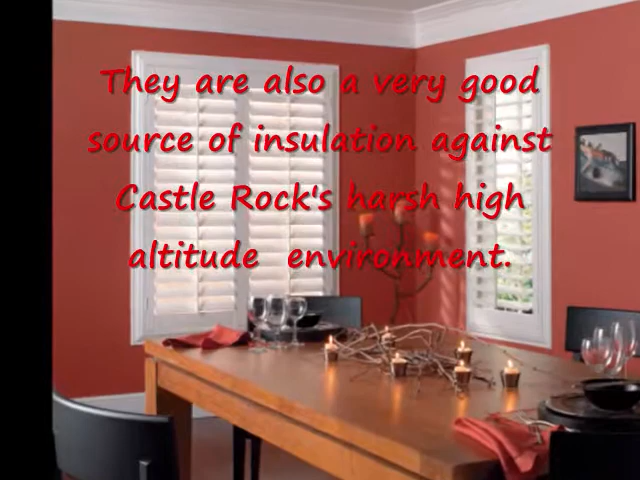 They are also a very good
source of insulation against
Castle Rock's harsh high
altitude  environment.